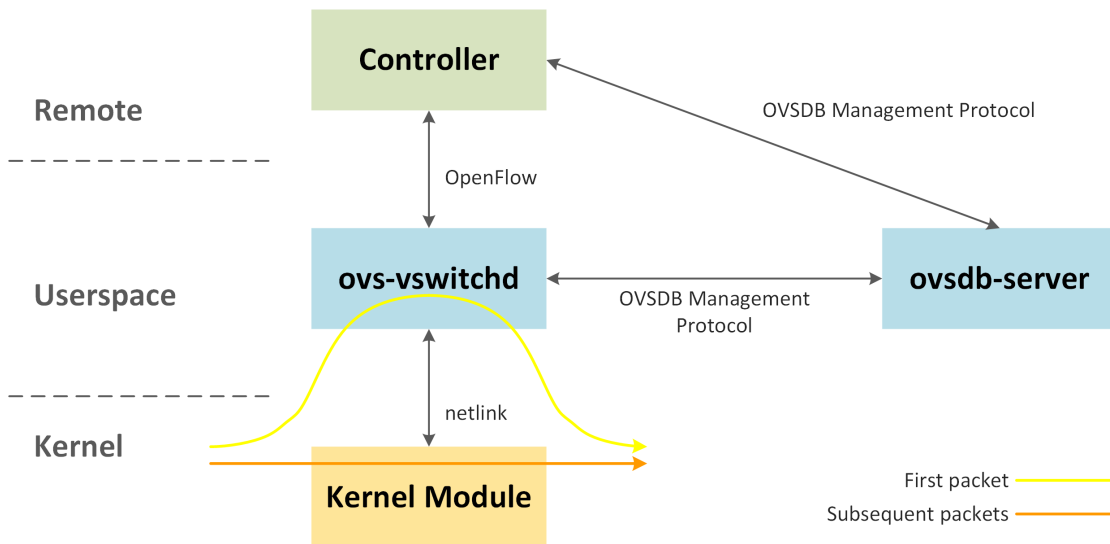 Controller
Remote
OVSDB Management Protocol
OpenFlow
ovs-vswitchd
ovsdb-server
Userspace
OVSDB Management
Protocol
netlink
Kernel
Kernel Module
First packet
Subsequent packets